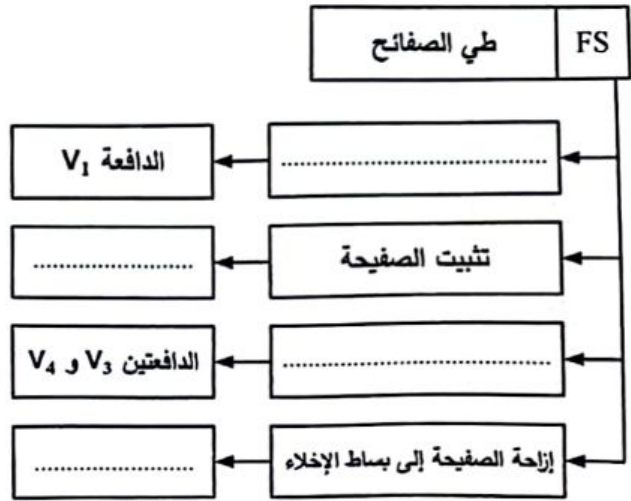 FS طي الصفائح
........................................ الدافعة V1
تثبيت الصفيحة ........................
........................................ الدافعتين V3 و V4
إزاحة الصفيحة إلى بساط الإخلاء ........................